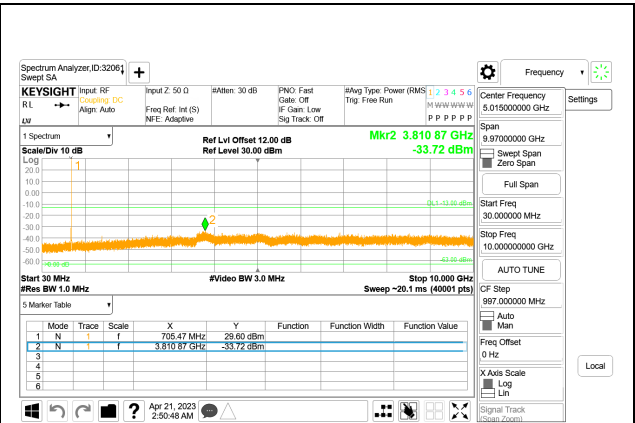 Spectrum Analyzer,ID:3206
Swept SA
Frequency
KEYSIGHT Input: RF Input Z: 50 Ω #Atten: 30 dB PNO: Fast #Avg Type: Power (RMS 1 2 3 4 5 6
RL Coupling: DC Gate: Off Trig: Free Run M W W W W W
Align: Auto Freq Ref: Int (S) IF Gain: Low
NFE: Adaptive Sig Track: Off P P P P P P
Center Frequency
5.015000000 GHz
Settings
1 Spectrum
Ref Lvl Offset 12.00 dB
Mkr2 3.810 87 GHz
Scale/Div 10 dB
Ref Level 30.00 dBm
-33.72 dBm
Span
9.97000000 GHz
Swept Span
Zero Span
Full Span
Log
1
20.0
10.0
0.00
-10.0
DL1 -13.00 dBm
-20.0
2
-30.0
-40.0
-50.0
-60.0
Start Freq
30.000000 MHz
Stop Freq
10.000000000 GHz
AUTO TUNE
Start 30 MHz #Video BW 3.0 MHz Stop 10.000 GHz
#Res BW 1.0 MHz Sweep ~20.1 ms (40001 pts)
CF Step
997.000000 MHz
Auto
Man
5 Marker Table
Mode Trace Scale X Y Function Function Width Function Value
1 N 1 f 705.47 MHz 29.60 dBm
2 N 1 f 3.810 87 GHz -33.72 dBm
3
4
5
6
Freq Offset
0 Hz
X Axis Scale
Log
Lin
Local
Signal Track
(Span Zoom)
? Apr 21, 2023
2:50:48 AM